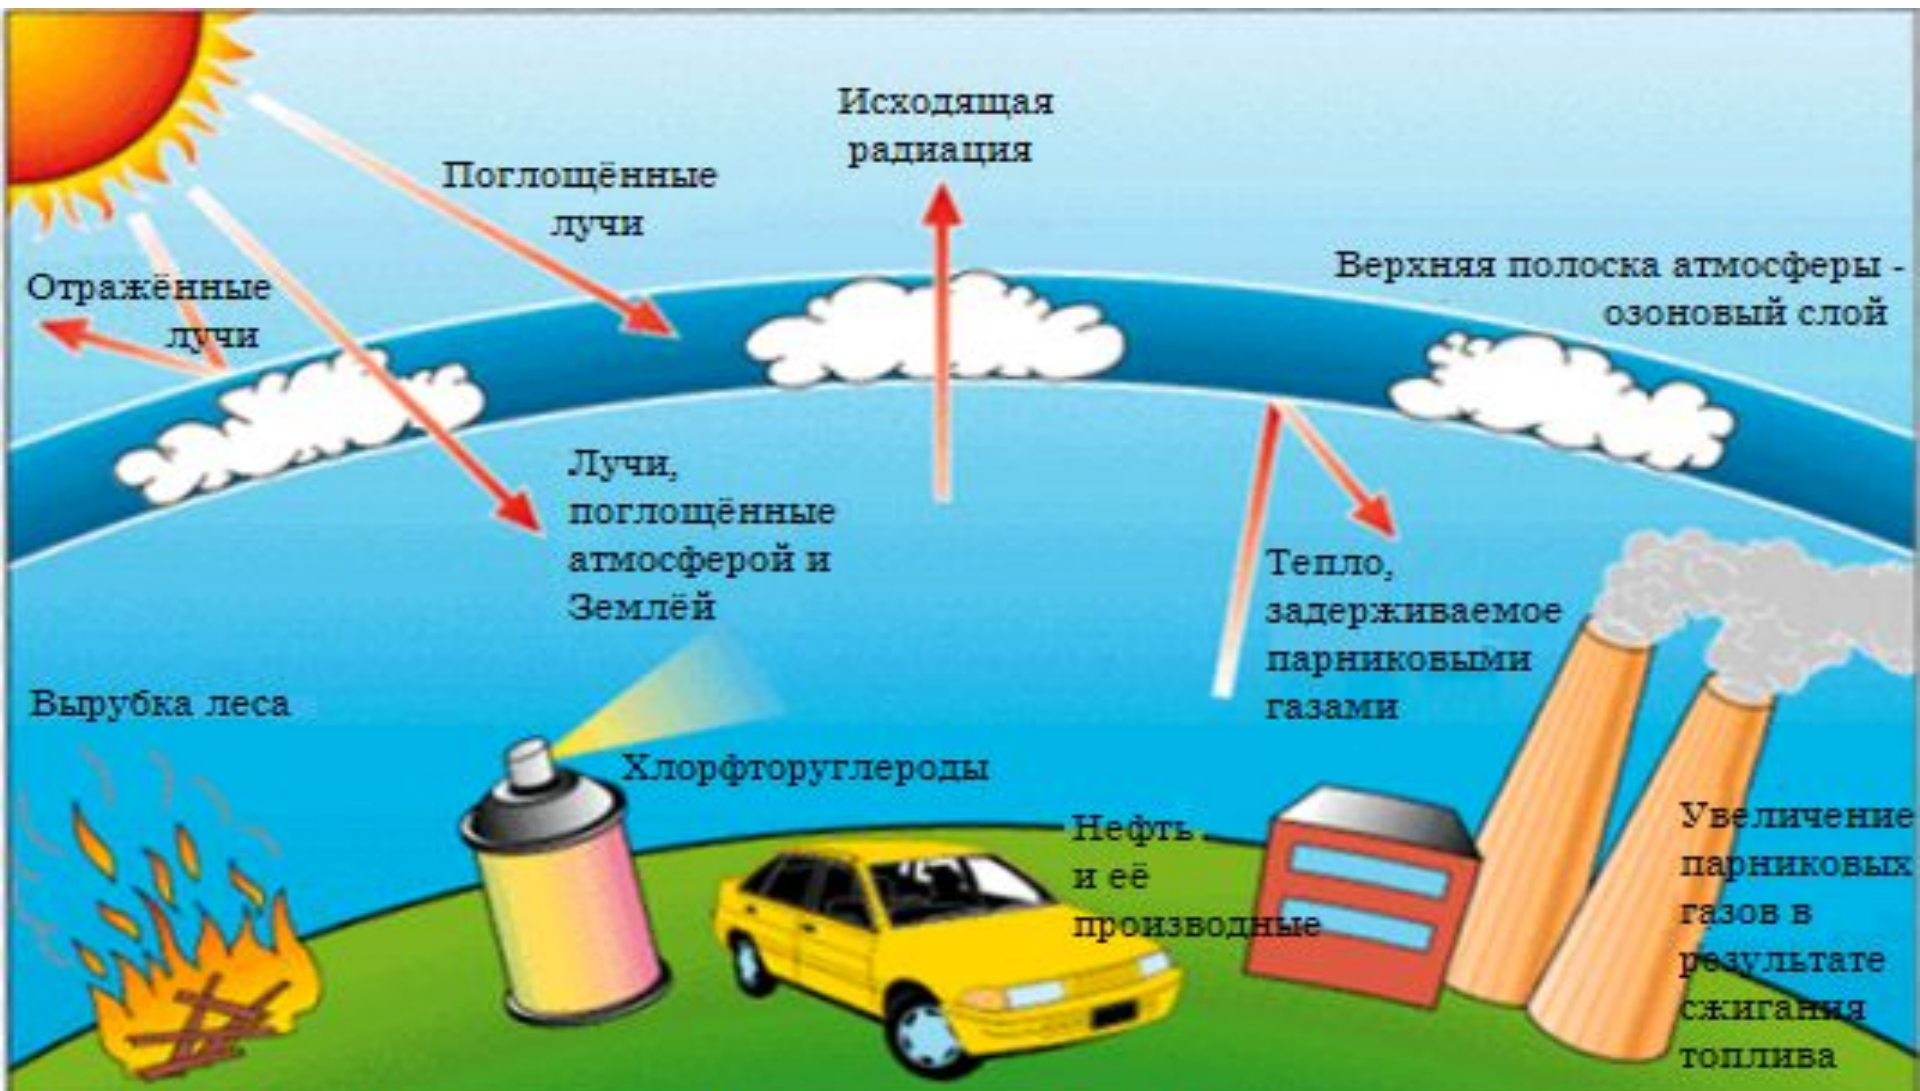 Исходящая
радиация
Поглощённые
лучи
Отражённые
лучи
Верхняя полоска атмосферы -
озоновый слой
Лучи,
поглощённые
атмосферой и
Землёй
Тепло,
задерживаемое
парниковыми
газами
Вырубка леса
Хлорфторуглероды
Нефть
и её
производные
Увеличение
парниковых
газов в
результате
сжигания
топлива